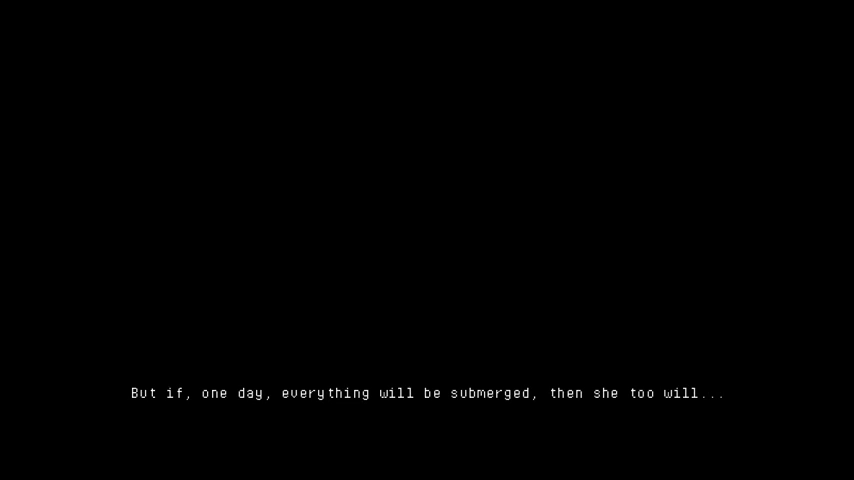 But if, one day, everything will be submerged, then she too will...